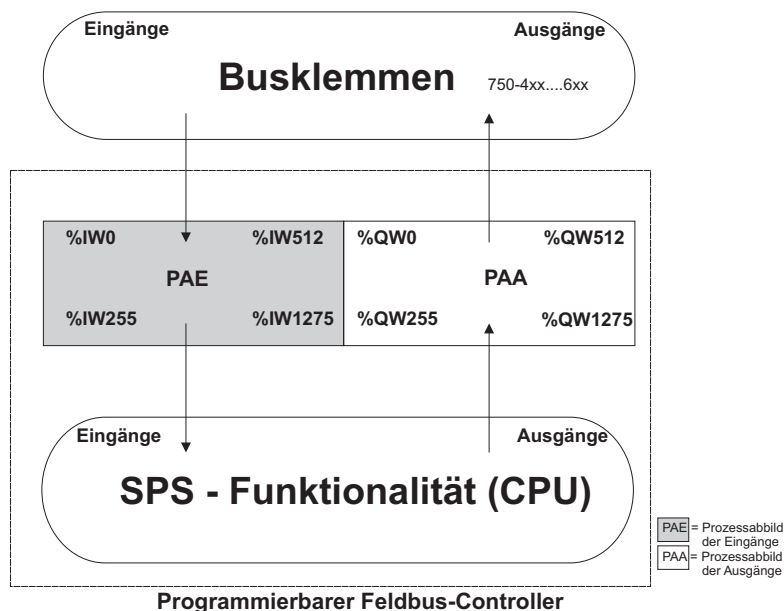 Eingänge Ausgänge
Busklemmen 750-4xx....6xx
%IW0 %IW512 %QW0 %QW512
PAE PAA
%IW255 %IW1275 %QW255 %QW1275
Eingänge Ausgänge
SPS - Funktionalität (CPU)
PAE = Prozessabbild
der Eingänge
PAA = Prozessabbild
der Ausgänge
Programmierbarer Feldbus-Controller